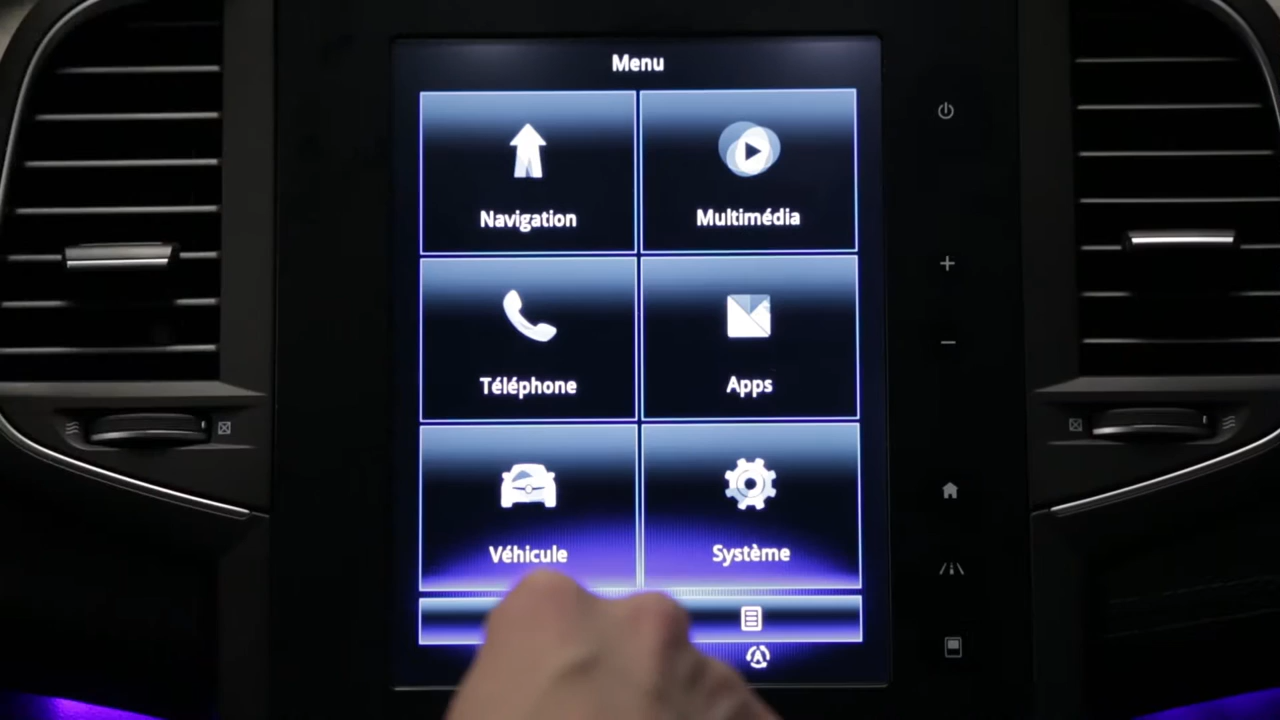 Menu
Navigation
Multimédia
Téléphone
Apps
Véhicule
Système